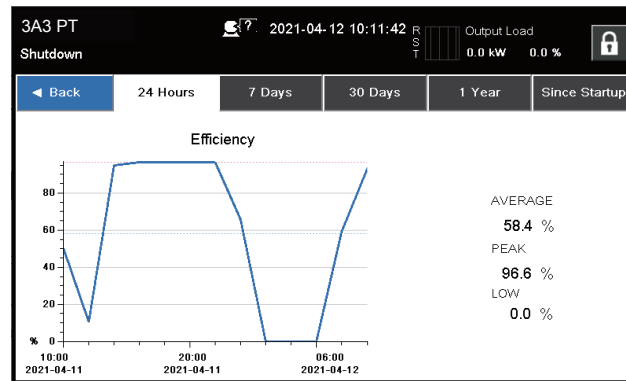 3A3 PT
Shutdown
? 2021-04-12 10:11:42
R
S
T
Output Load
0.0 kW 0.0 %
◄ Back
24 Hours
7 Days
30 Days
1 Year
Since Startup
Efficiency
80
60
40
20
% 0
10:00
2021-04-11
20:00
2021-04-11
06:00
2021-04-12
AVERAGE
58.4 %
PEAK
96.6 %
LOW
0.0 %